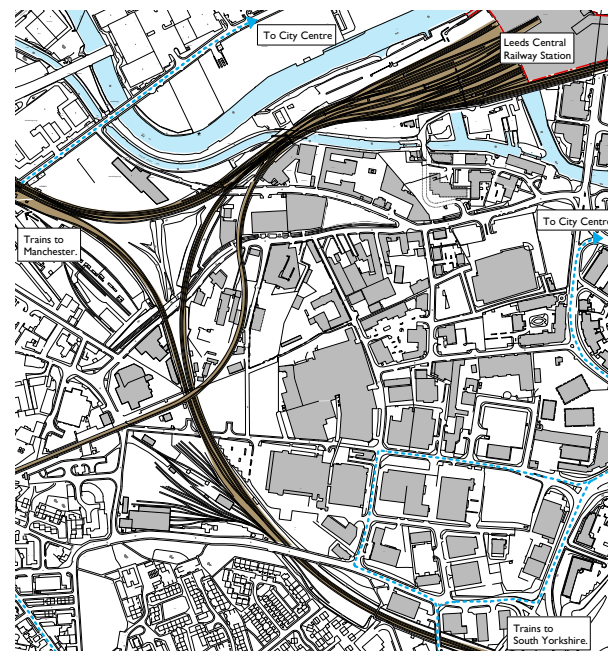 To City Centre
Leeds Central
Railway Station
To City Centre
Trains to
Manchester.
Trains to
South Yorkshire.